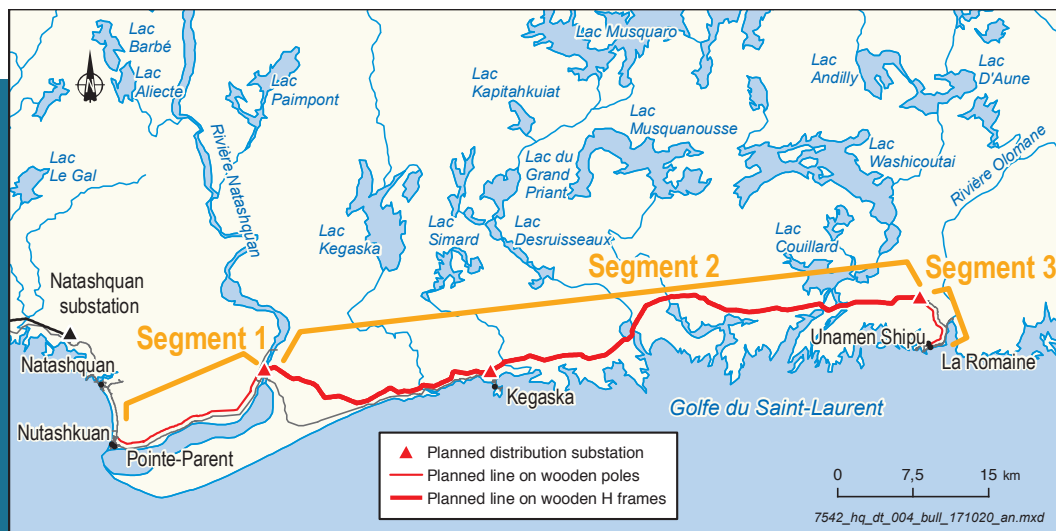 Lac
Barbé
Lac
Aliecte
Lac
Paimpont
Lac
Le Gal
Rivière Natashquan
Lac Musquaro
Lac
Kapitahkuiat
Lac
Musquanousse
Lac
Andilly
Lac
D'Aune
Lac
Washicoutai
Rivière Olomane
Lac du
Grand
Priant
Lac
Kegaska
Lac
Simard
Lac
Desruisseaux
Lac
Couillard
Natashquan
substation
Segment 1
Segment 2
Segment 3
Natashquan
Nutashkuan
Pointe-Parent
Kegaska
Unamen Shipu
La Romaine
Golfe du Saint-Laurent
Planned distribution substation
Planned line on wooden poles
Planned line on wooden H frames
0 7,5 15 km
7542_hq_dt_004_bull_171020_an.mxd